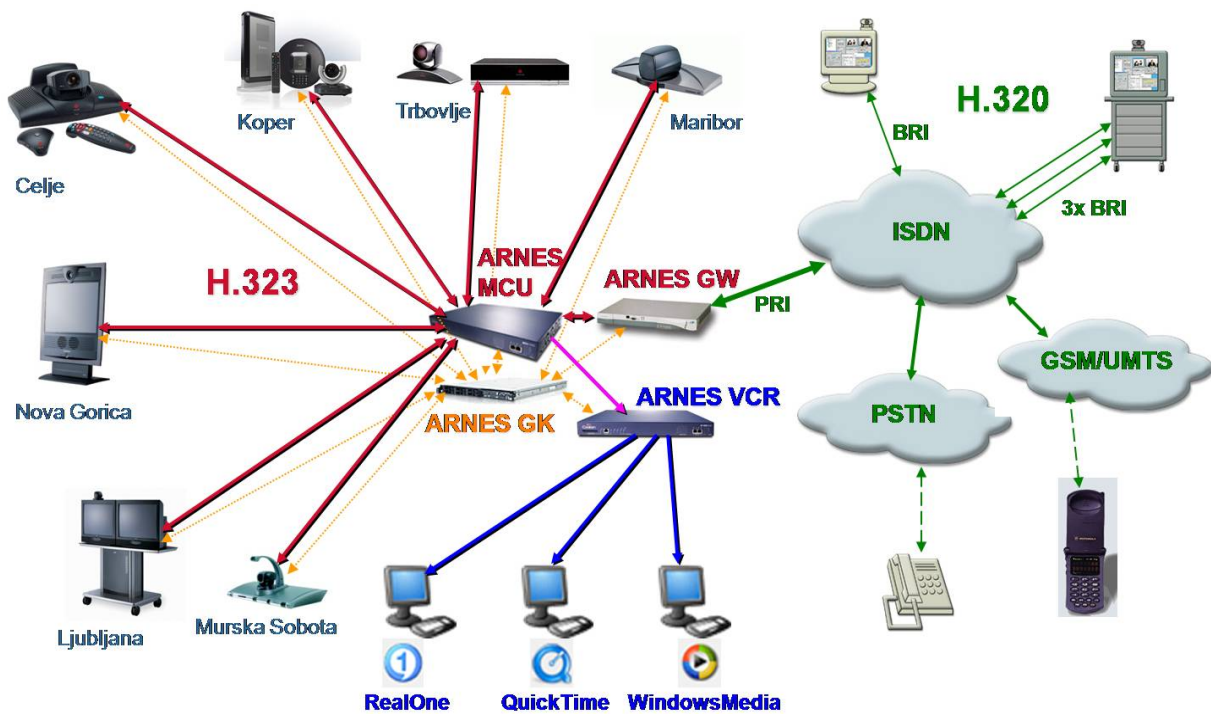 Koper
Trbovlje
Maribor
H.320
BRI
Celje
3x BRI
ISDN
H.323
ARNES
MCU
ARNES GW
PRI
GSM/UMTS
Nova Gorica
ARNES GK
ARNES VCR
PSTN
Ljubljana
Murska Sobota
1
RealOne
QuickTime
WindowsMedia